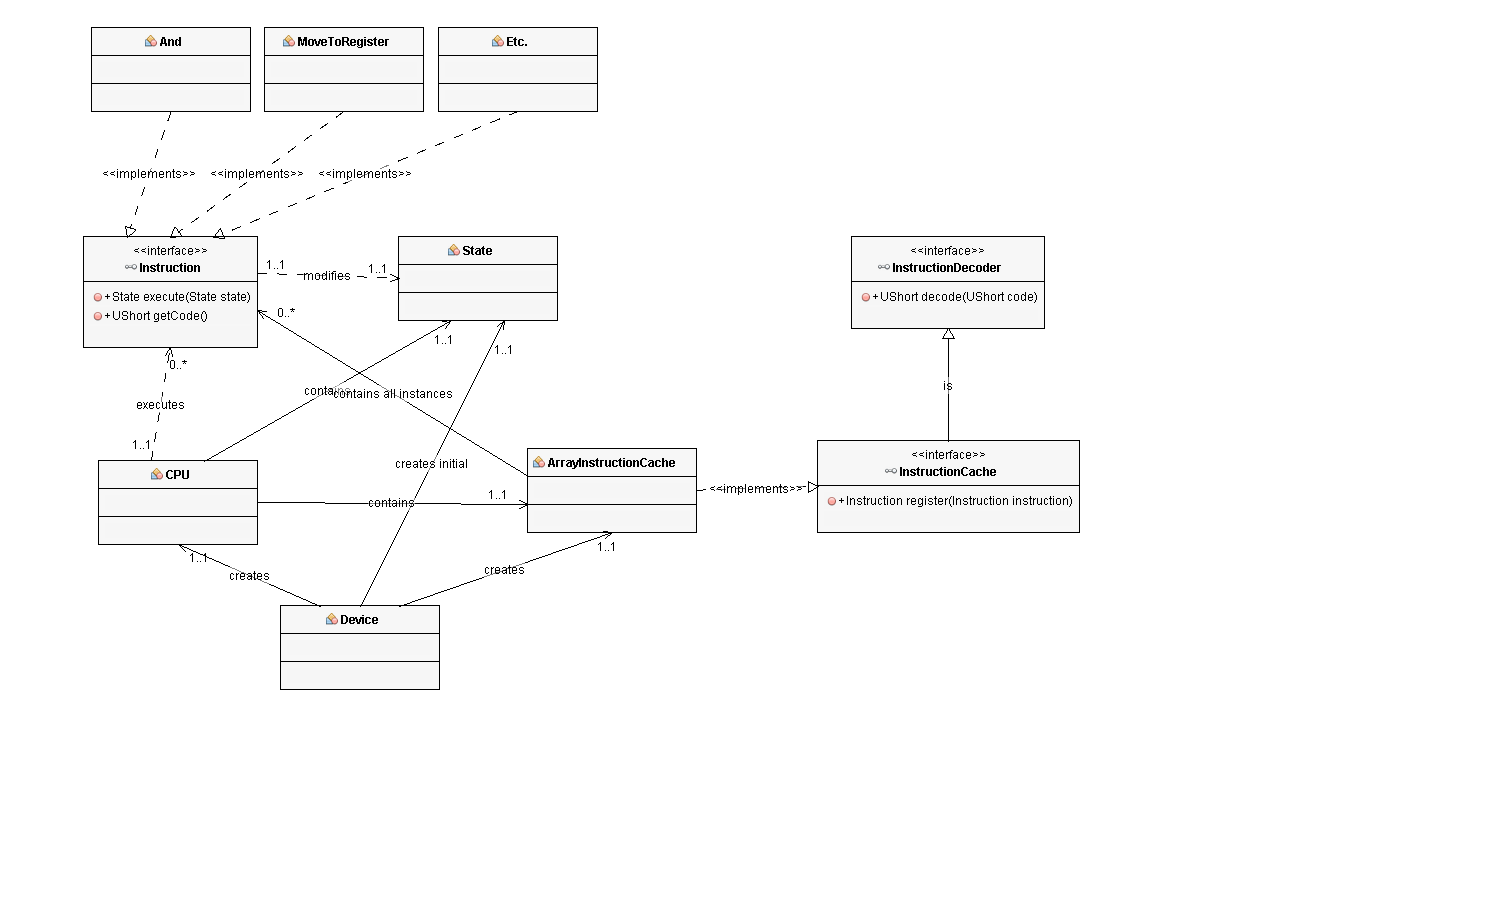 And
MoveToRegister
Etc.
<<implements>>
<<implements>>
<<implements>>
<<interface>>
Instruction
+State execute(State state)
+UShort getCode()
1..1
modifies
1..1
State
<<interface>>
InstructionDecoder
+UShort decode(UShort code)
0..*
1..1
1..1
0..*
contains
contains all instances
is
executes
1..1
creates initial
CPU
ArrayInstructionCache
<<interface>>
InstructionCache
+Instruction register(Instruction instruction)
contains
1..1
<<implements>>
1..1
creates
creates
1..1
Device